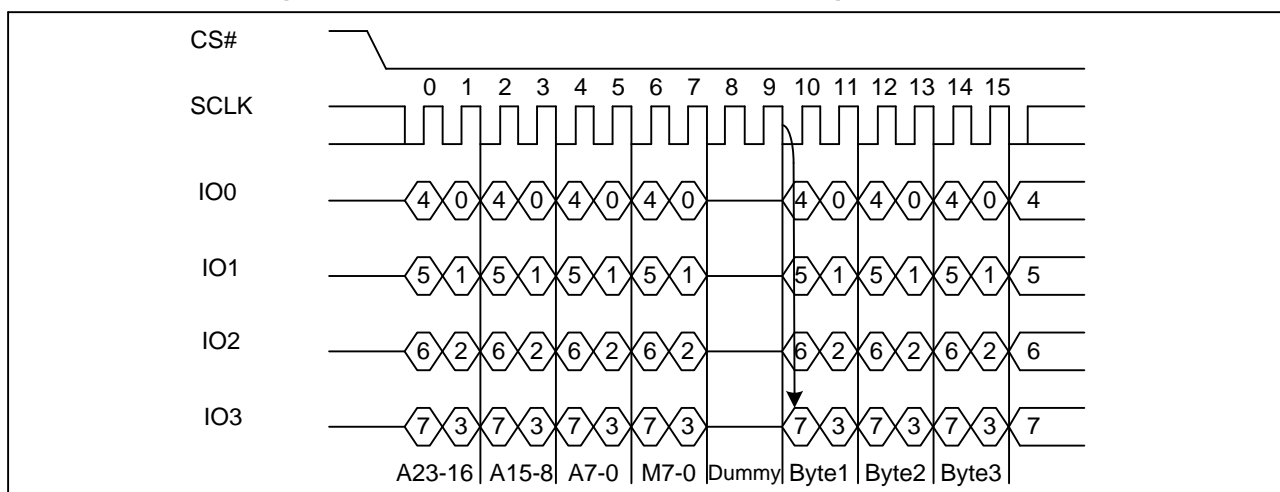 CS#
0 1 2 3 4 5 6 7 8 9 10 11 12 13 14 15
SCLK
IO0 4 0 4 0 4 0 4 0 4 0 4 0 4 0 4
IO1 5 1 5 1 5 1 5 1 5 1 5 1 5 1 5
IO2 6 2 6 2 6 2 6 2 6 2 6 2 6 2 6
IO3 7 3 7 3 7 3 7 3 7 3 7 3 7 3 7
A23-16 A15-8 A7-0 M7-0 Dummy Byte1 Byte2 Byte3